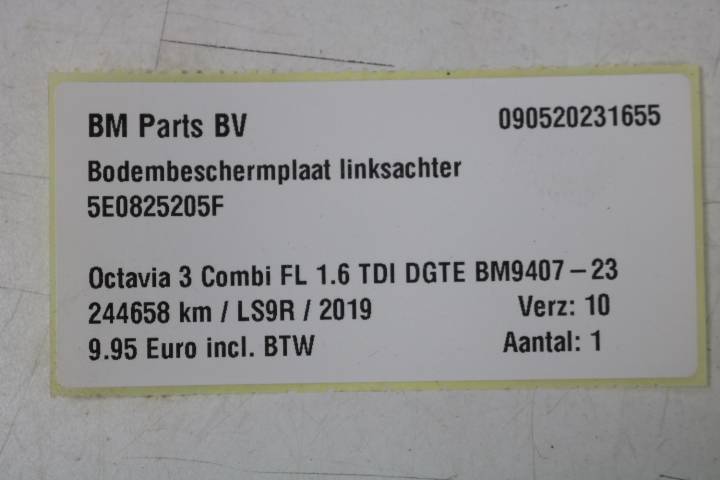 BM Parts BV 090520231655
Bodembeschermplaat linksachter
5E0825205F
Octavia 3 Combi FL 1.6 TDI DGTE BM9407-23
244658 km / LS9R / 2019 Verz: 10
9.95 Euro incl. BTW Aantal: 1